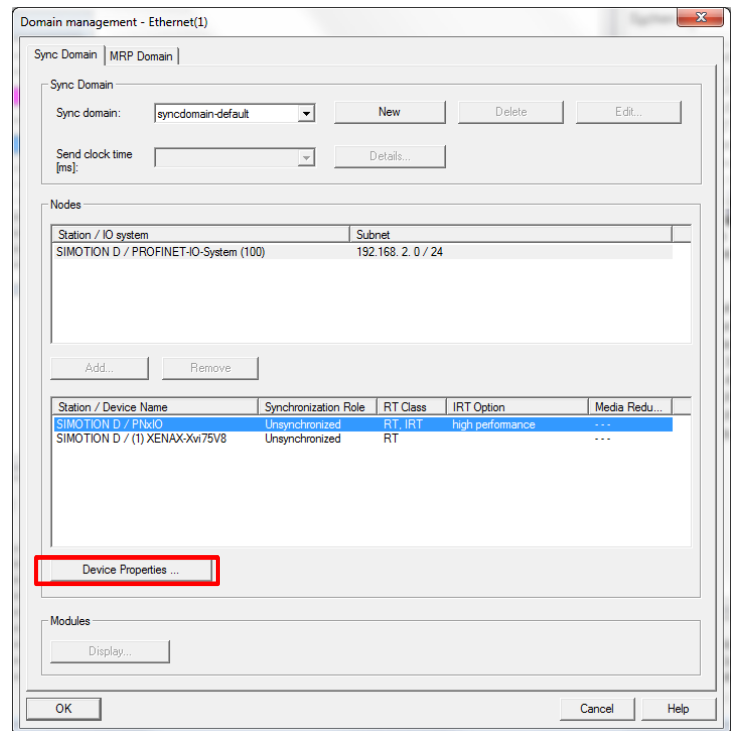 Domain management - Ethernet(1)
Sync Domain MRP Domain
Sync Domain
Sync domain: syncdomain-default New Delete Edit...
Send clock time
[ms]: Details...
Nodes
Station / IO system Subnet
SIMOTION D / PROFINET-IO-System (100) 192.168. 2. 0 / 24
Add... Remove
Station / Device Name Synchronization Role RT Class IRT Option Media Redu...
SIMOTION D / PNxIO Unsynchronized RT, IRT high performance - - -
SIMOTION D / (1) XENAX-Xvi75V8 Unsynchronized RT - - -
Device Properties ...
Modules
Display...
OK Cancel Help